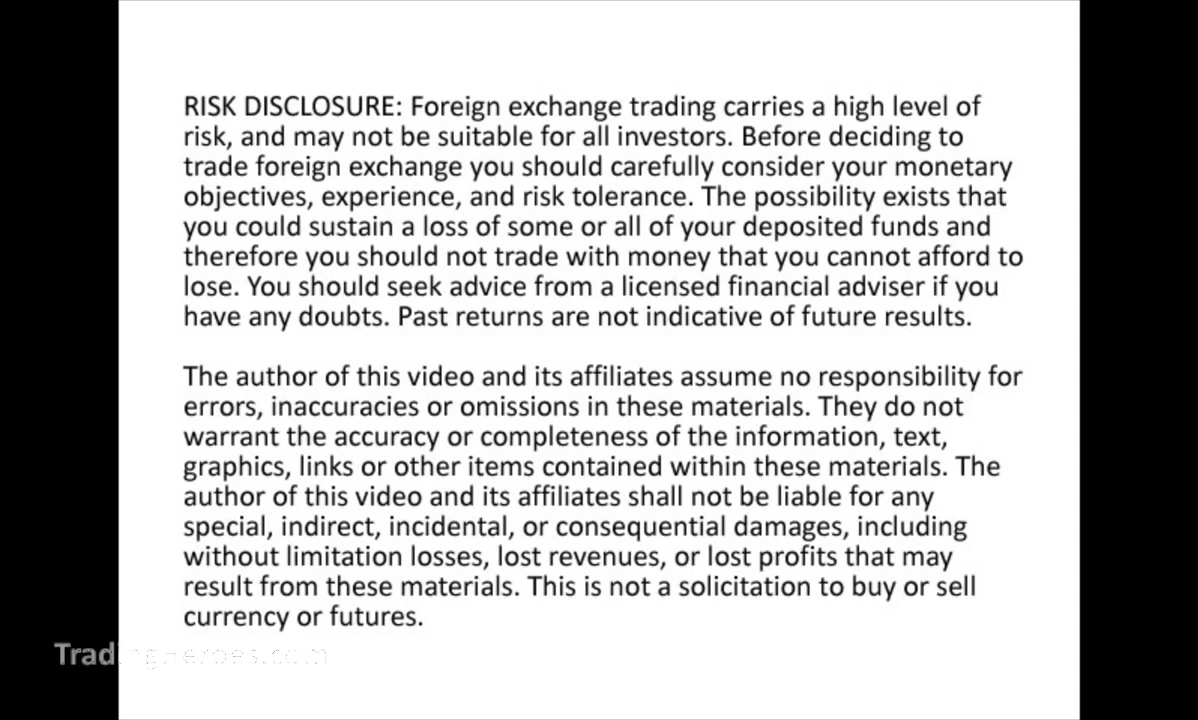 RISK DISCLOSURE: Foreign exchange trading carries a high level of
risk, and may not be suitable for all investors. Before deciding to
trade foreign exchange you should carefully consider your monetary
objectives, experience, and risk tolerance. The possibility exists that
you could sustain a loss of some or all of your deposited funds and
therefore you should not trade with money that you cannot afford to
lose. You should seek advice from a licensed financial adviser if you
have any doubts. Past returns are not indicative of future results.
The author of this video and its affiliates assume no responsibility for
errors, inaccuracies or omissions in these materials. They do not
warrant the accuracy or completeness of the information, text,
graphics, links or other items contained within these materials. The
author of this video and its affiliates shall not be liable for any
special, indirect, incidental, or consequential damages, including
without limitation losses, lost revenues, or lost profits that may
result from these materials. This is not a solicitation to buy or sell
currency or futures.
TradingHeroes.com